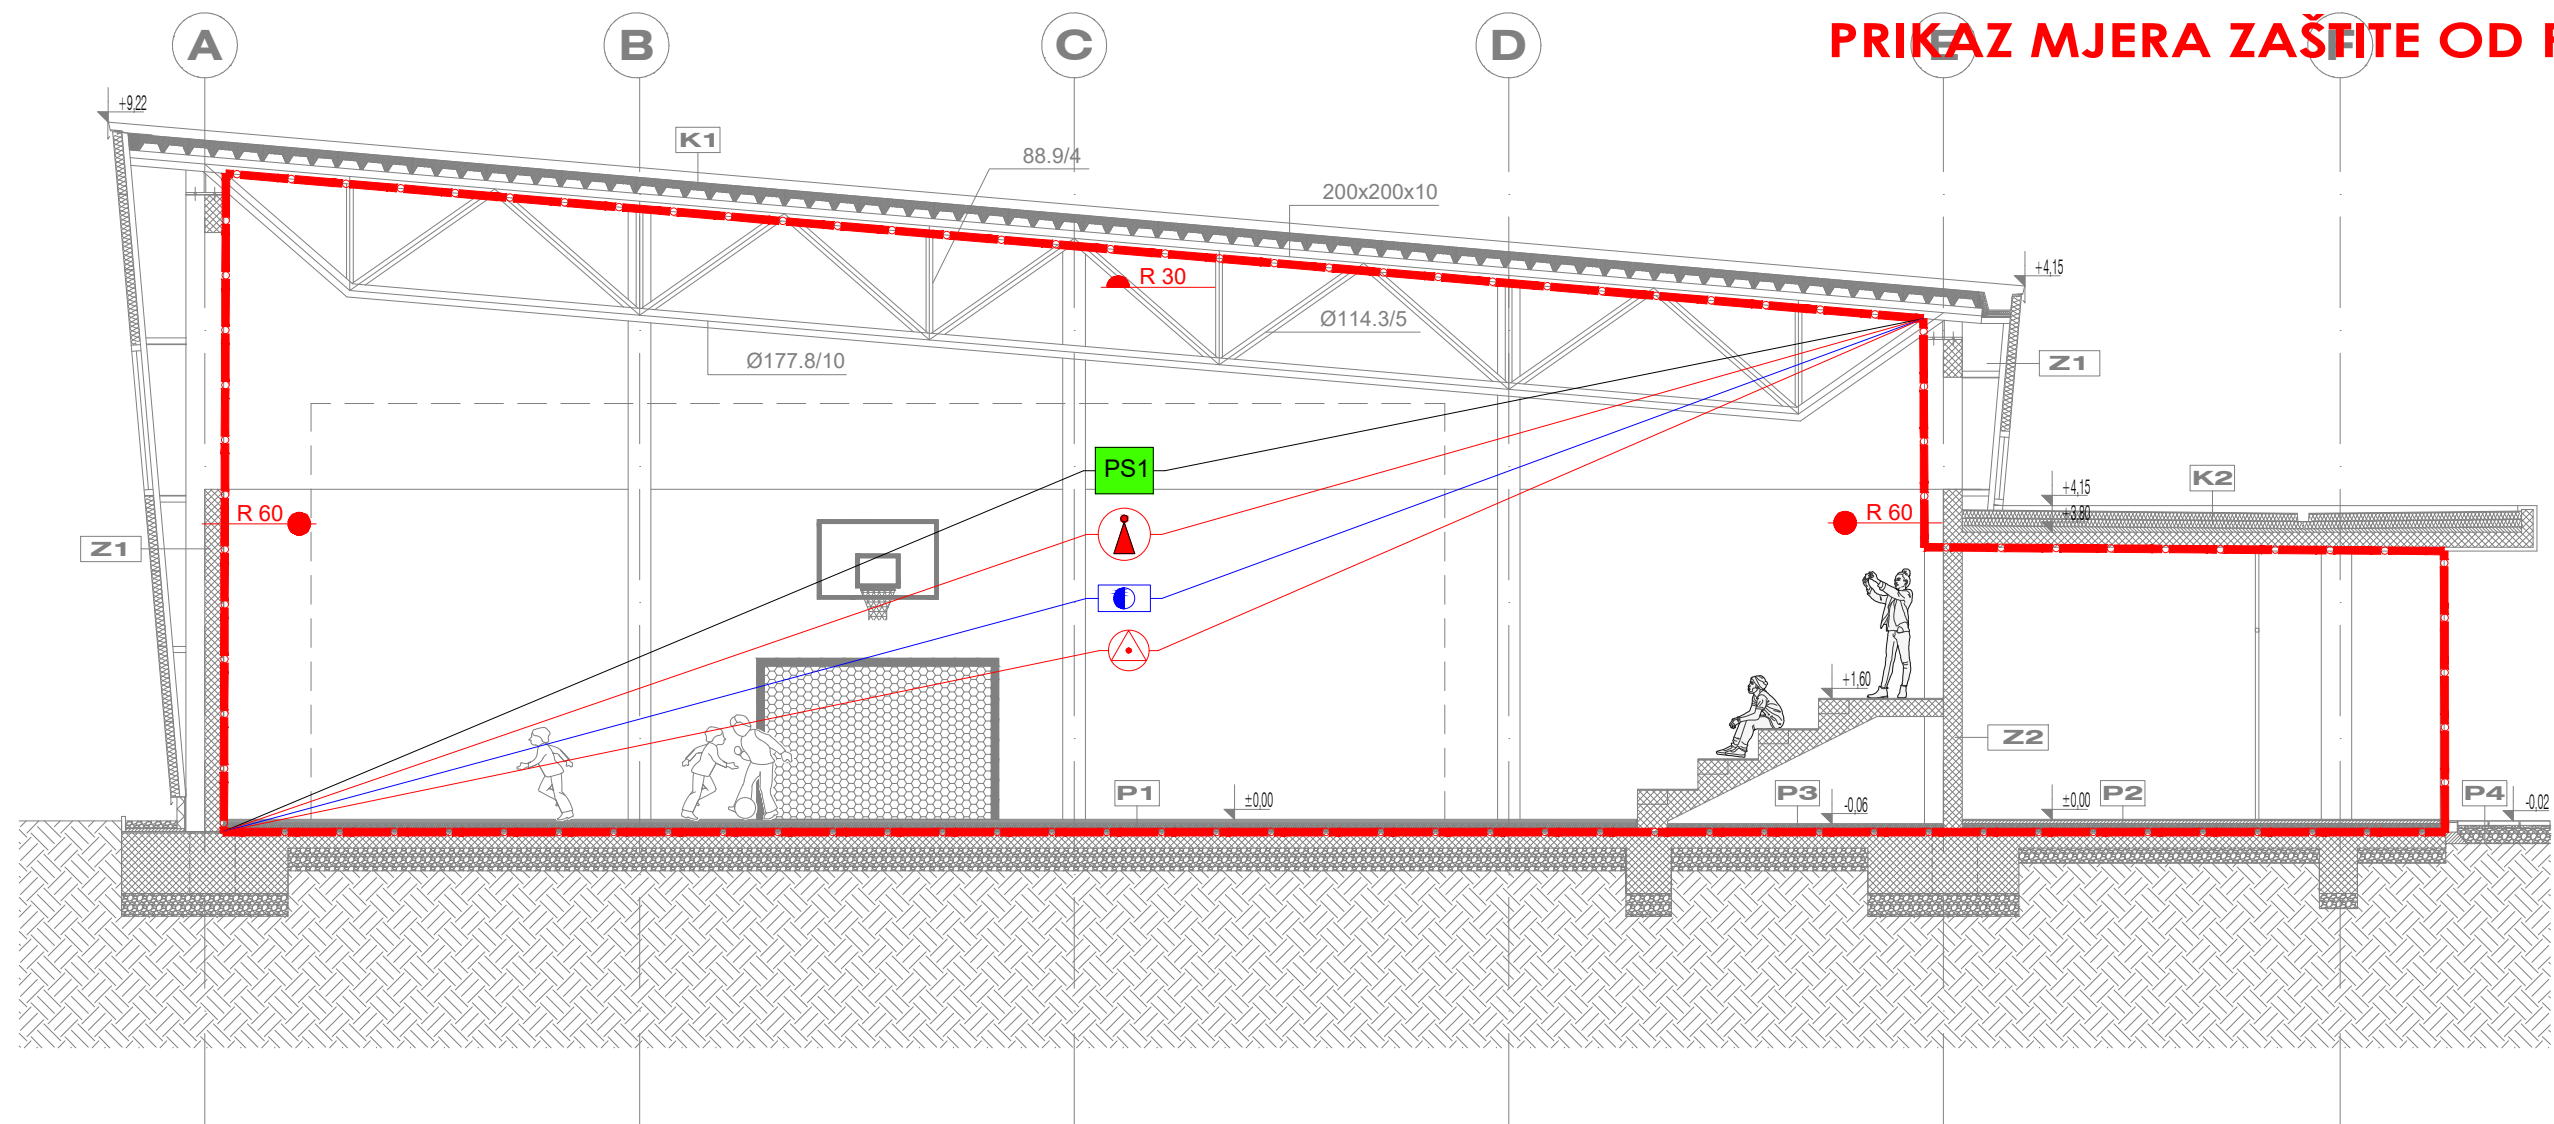 A
B
C
D
E
F
PRIKAZ MJERA ZAŠTITE OD
+9,22
K1
88.9/4
200x200x10
R 30
+4,15
Ø114.3/5
Ø177.8/10
Z1
PS1
K2
+4,15
+3,80
R 60
R 60
Z1
+1,60
Z2
P1
±0,00
P3
-0,06
±0,00
P2
P4
-0,02